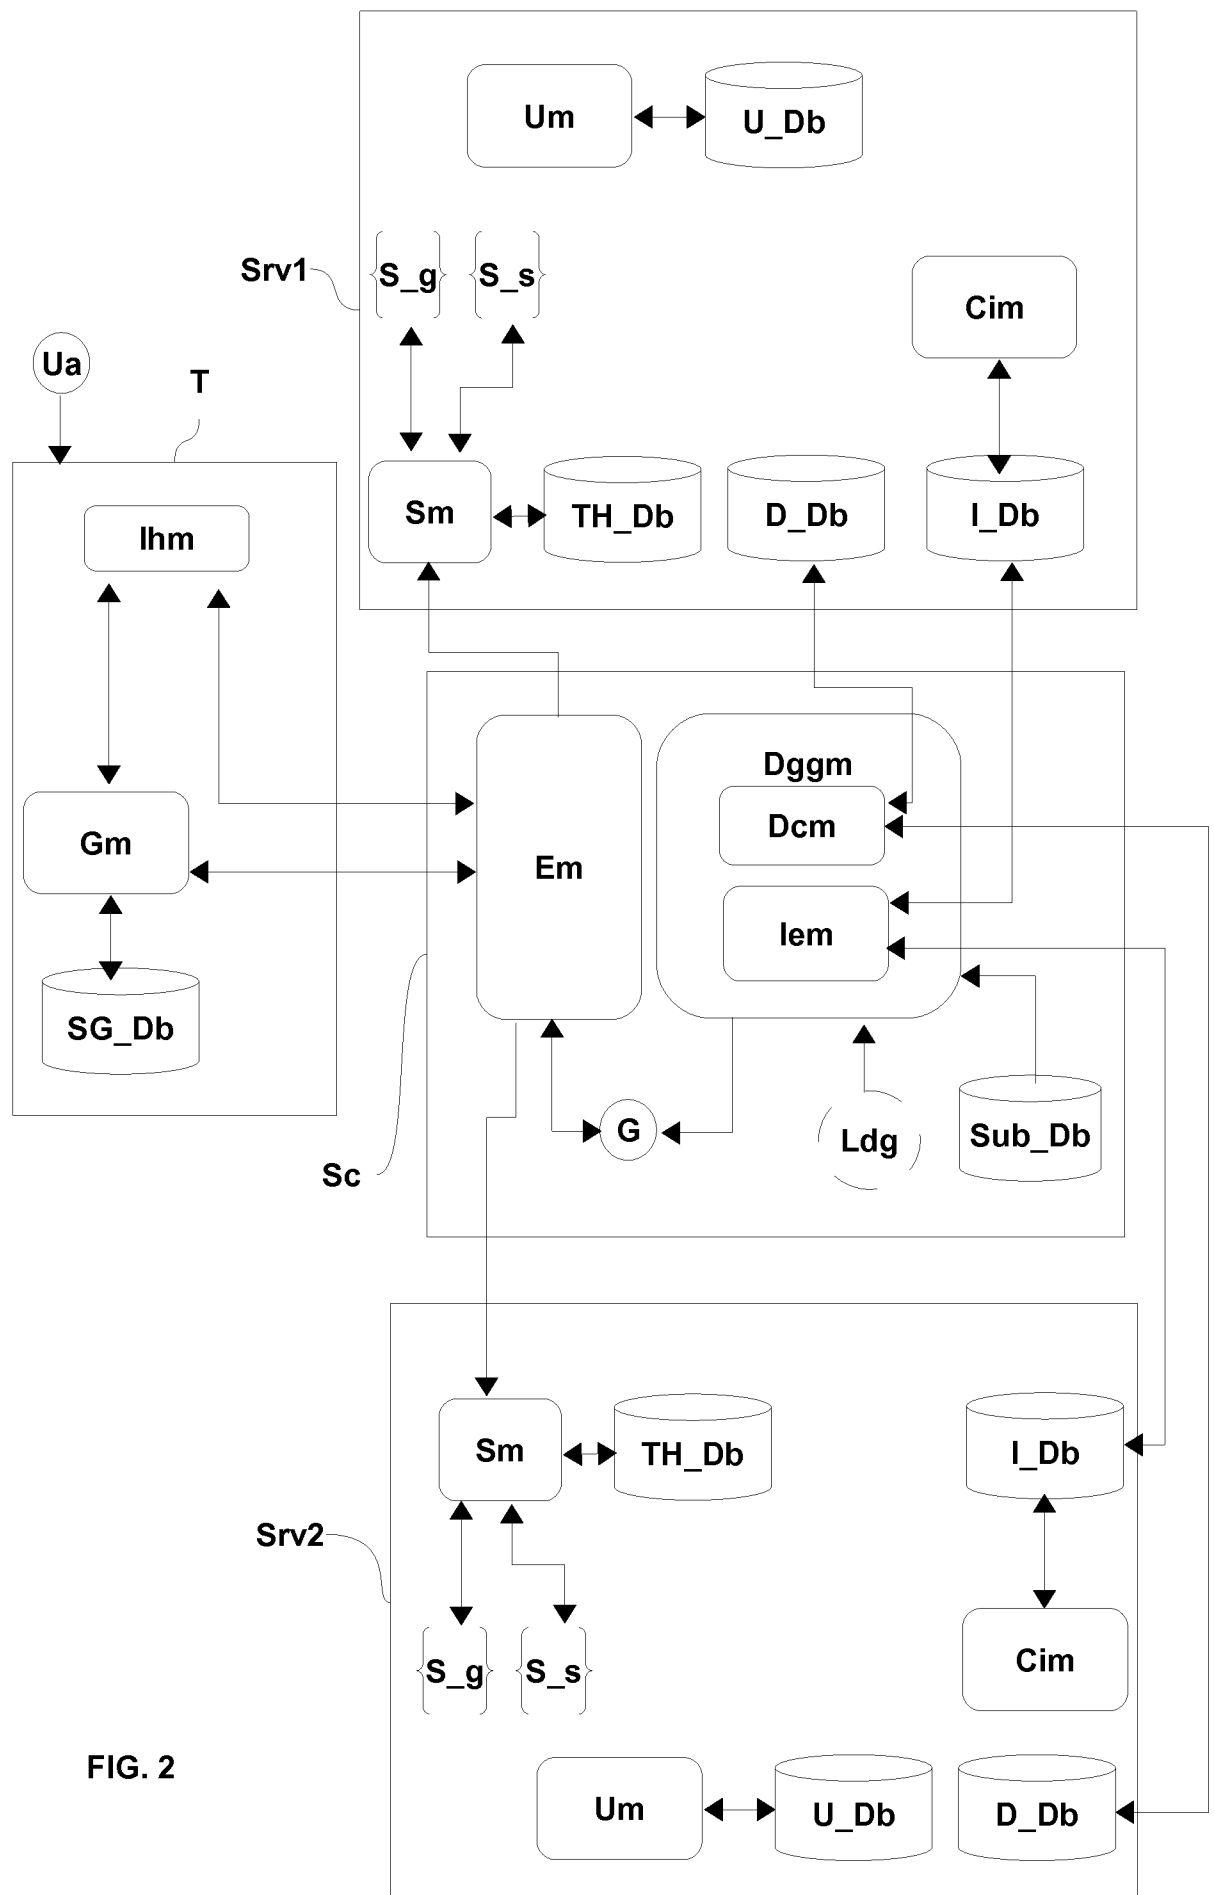 Um
U_Db
Srv1
{S_g}
{S_s}
Cim
Ua
T
Sm
TH_Db
D_Db
I_Db
Ihm
Dggm
Gm
Em
Dcm
Iem
SG_Db
G
Ldg
Sub_Db
Sc
Sm
TH_Db
I_Db
Srv2
{S_g}
{S_s}
Cim
FIG. 2
Um
U_Db
D_Db